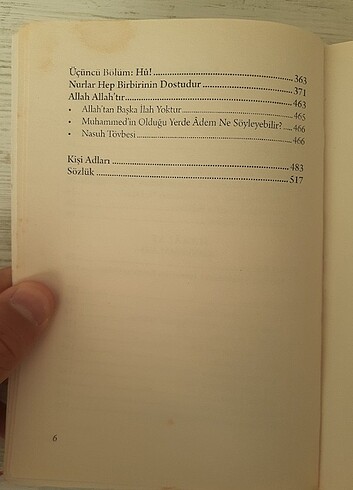 Üçüncü Bölüm: Hû! 363
Nurlar Hep Birbirinin Dostudur 371
Allah Allah'tır 463
• Allah'tan Başka İlah Yoktur 465
• Muhammed'in Olduğu Yerde Âdem Ne Söyleyebilir? 466
• Nasuh Tövbesi 466
Kişi Adları 483
Sözlük 517
6